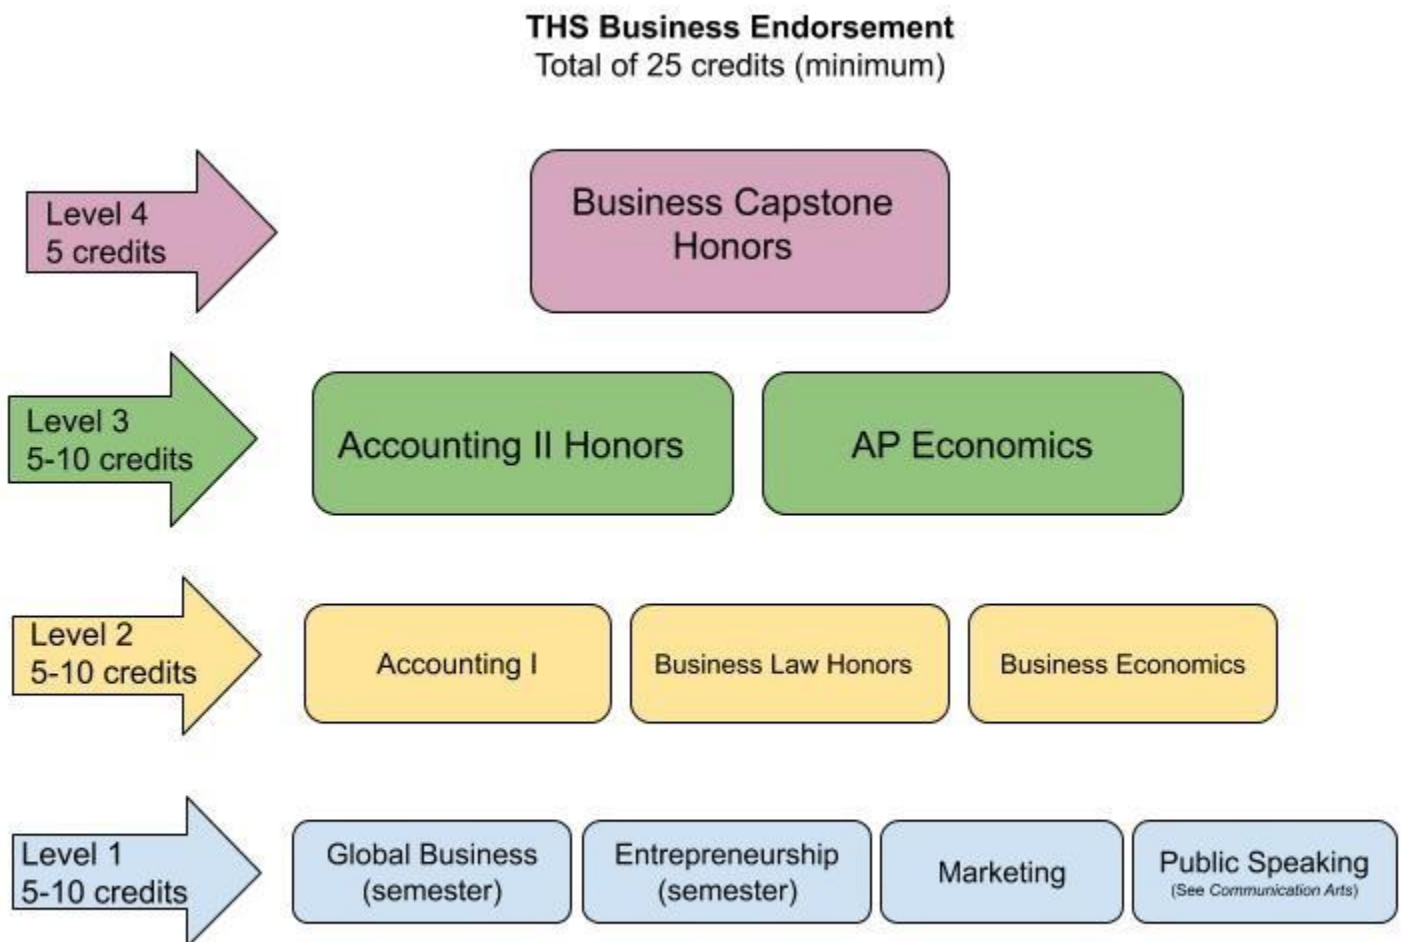 THS Business Endorsement
Total of 25 credits (minimum)
Level 4
5 credits
Business Capstone
Honors
Level 3
5-10 credits
Accounting II Honors
AP Economics
Level 2
5-10 credits
Accounting I
Business Law Honors
Business Economics
Level 1
5-10 credits
Global Business
(semester)
Entrepreneurship
(semester)
Marketing
Public Speaking
(See Communication Arts)